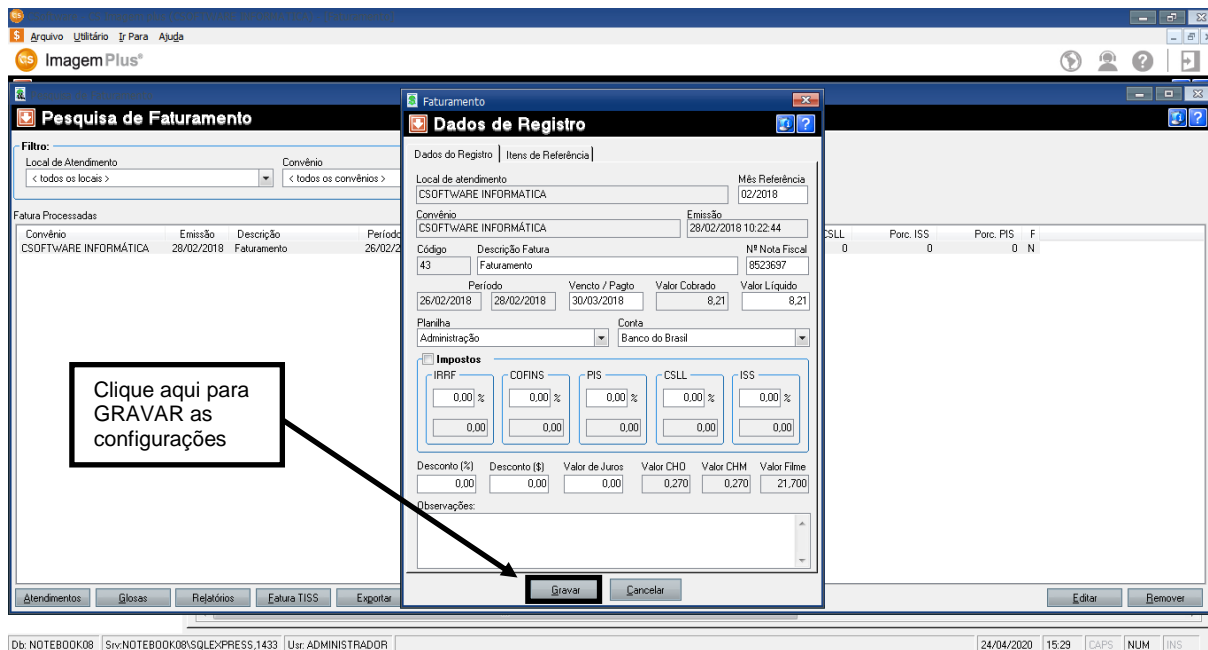 Arquivo Utilitário Ir Para Ajuda
Imagem Plus®
Pesquisa de Faturamento
Filtro:
Local de Atendimento Convênio
< todos os locais > < todos os convênios >
Fatura Processadas
Convênio Emissão Descrição Período CSLL Porc. ISS Porc. PIS F
CSOFTWARE INFORMÁTICA 28/02/2018 Faturamento 26/02/2 0 0 0 N
Faturamento
Dados de Registro
Dados do Registro Itens de Referência
Local de atendimento Mês Referência
CSOFTWARE INFORMATICA 02/2018
Convênio Emissão
CSOFTWARE INFORMÁTICA 28/02/2018 10:22:44
Código Descrição Fatura Nº Nota Fiscal
43 Faturamento 8523697
Período Vencto / Pagto Valor Cobrado Valor Líquido
26/02/2018 28/02/2018 30/03/2018 8,21 8,21
Planilha Conta
Administração Banco do Brasil
Impostos
IRRF COFINS PIS CSLL ISS
0,00 % 0,00 % 0,00 % 0,00 % 0,00 %
0,00 0,00 0,00 0,00 0,00
Desconto (%) Desconto ($) Valor de Juros Valor CHO Valor CHM Valor Filme
0,00 0,00 0,00 0,270 0,270 21,700
Observações:
Gravar Cancelar
Clique aqui para
GRAVAR as
configurações
Atendimentos Glosas Relatórios Fatura TISS Exportar Editar Remover
Db: NOTEBOOK08 Srv:NOTEBOOK08\SQLEXPRESS,1433 Usr: ADMINISTRADOR 24/04/2020 15:29 CAPS NUM INS